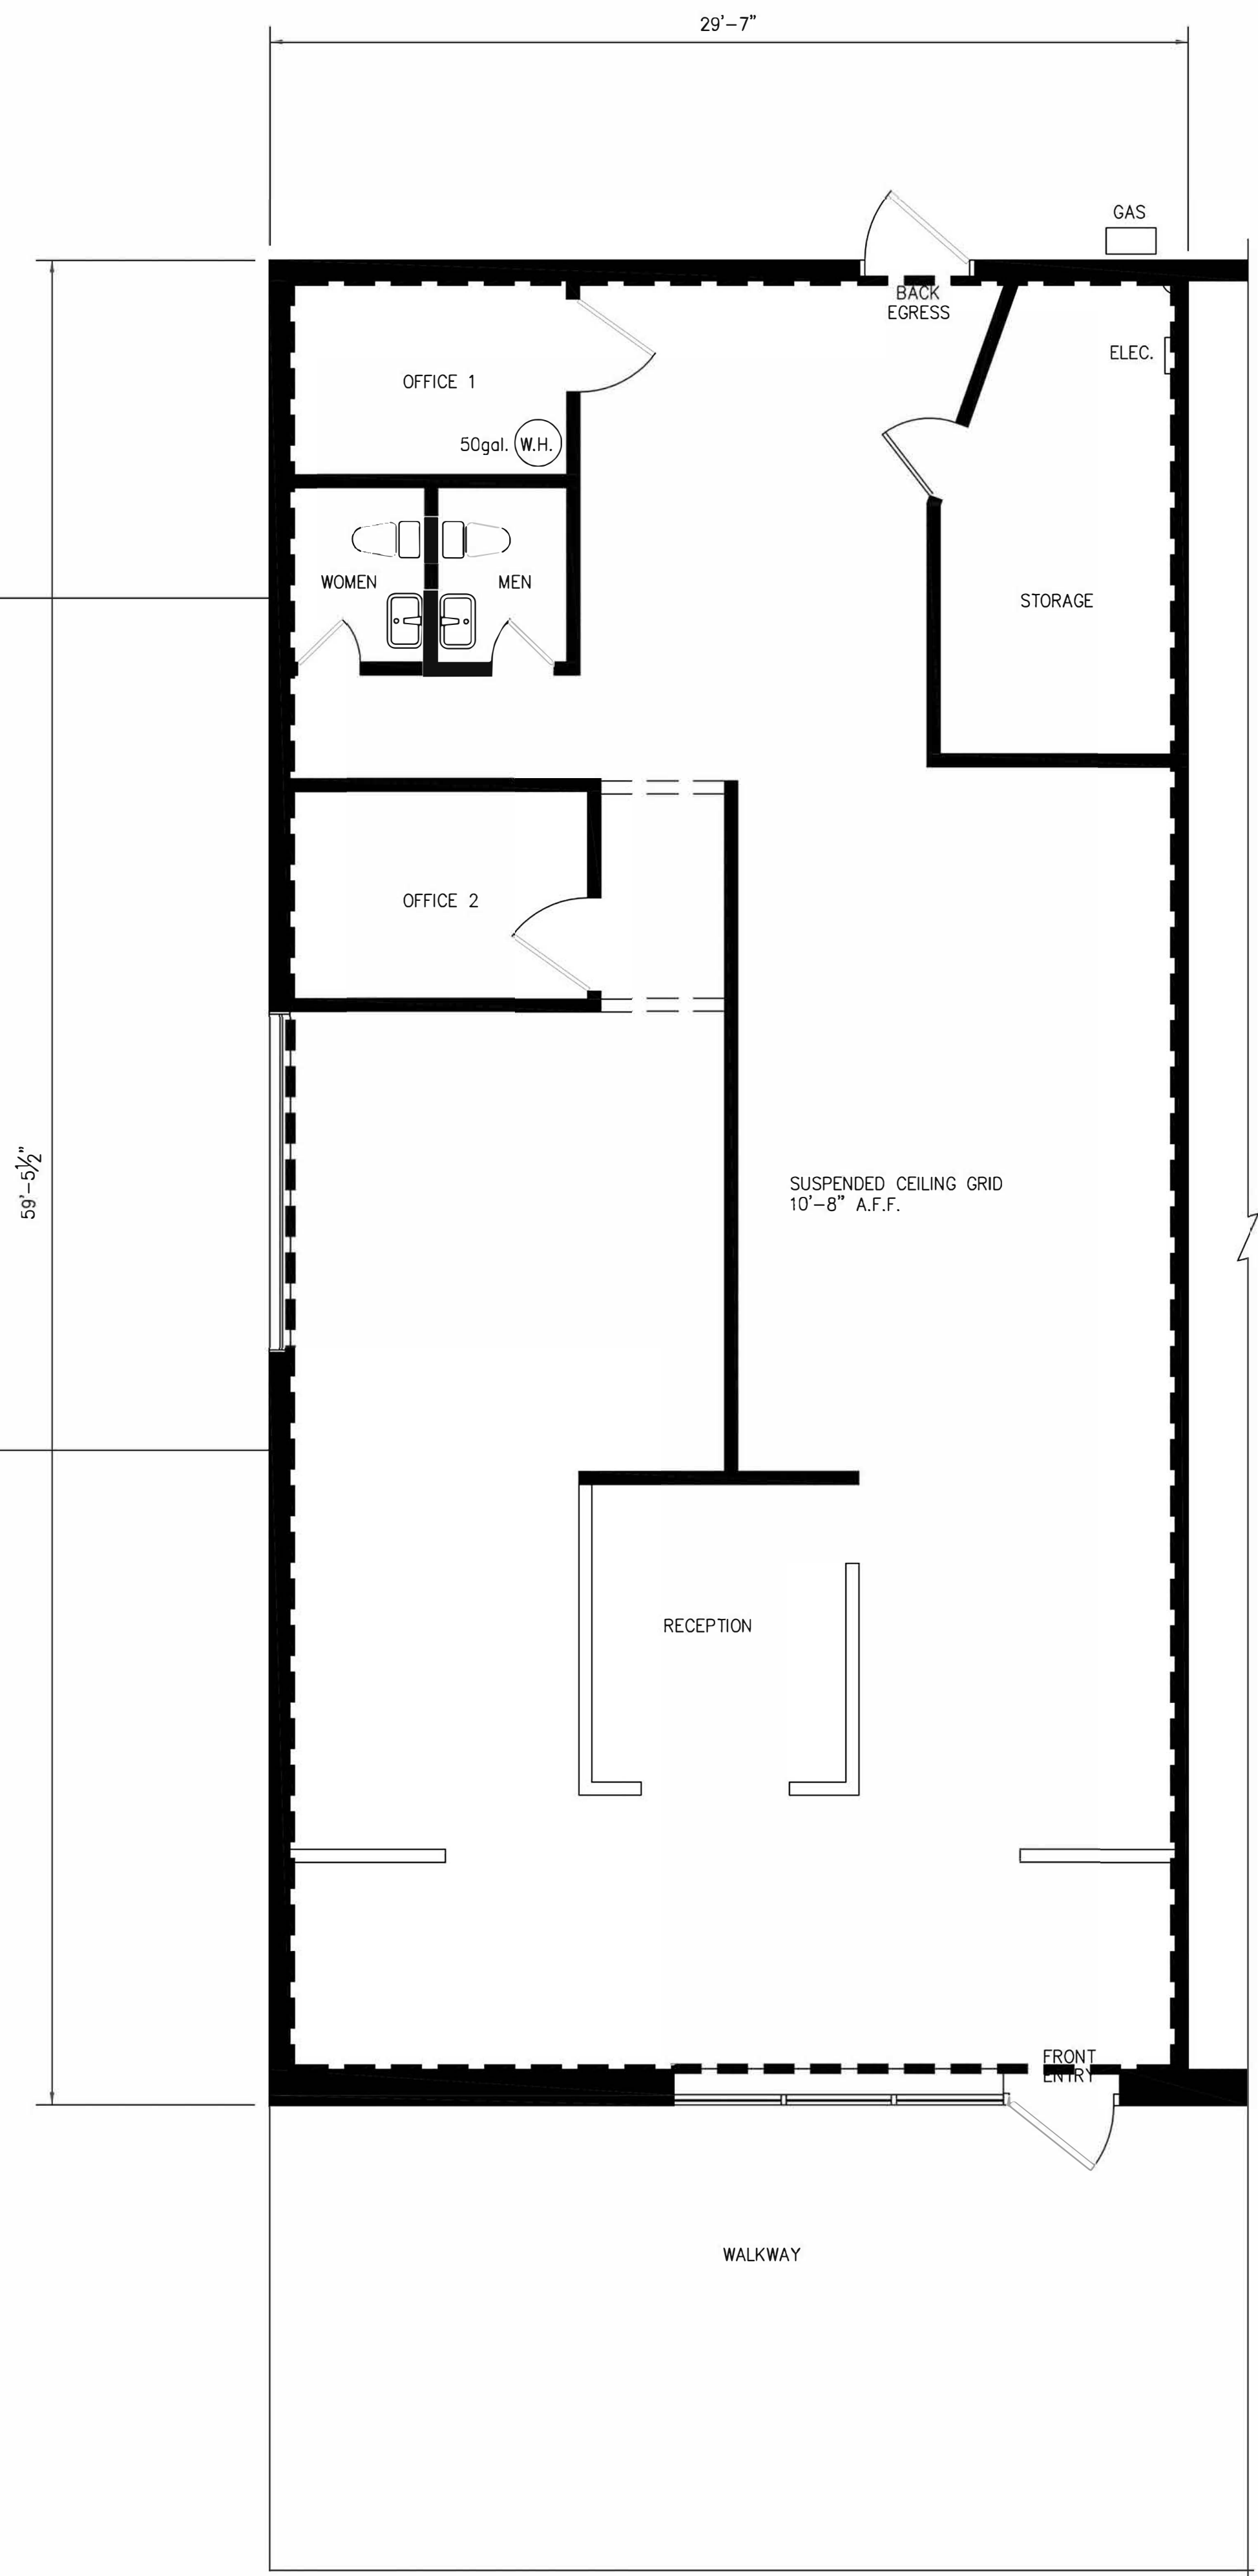 29'-7"
GAS
BACK
EGRESS
ELEC.
OFFICE 1
50gal. W.H.
WOMEN
MEN
STORAGE
OFFICE 2
59'-5½"
SUSPENDED CEILING GRID
10'-8" A.F.F.
RECEPTION
FRONT
ENTRY
WALKWAY